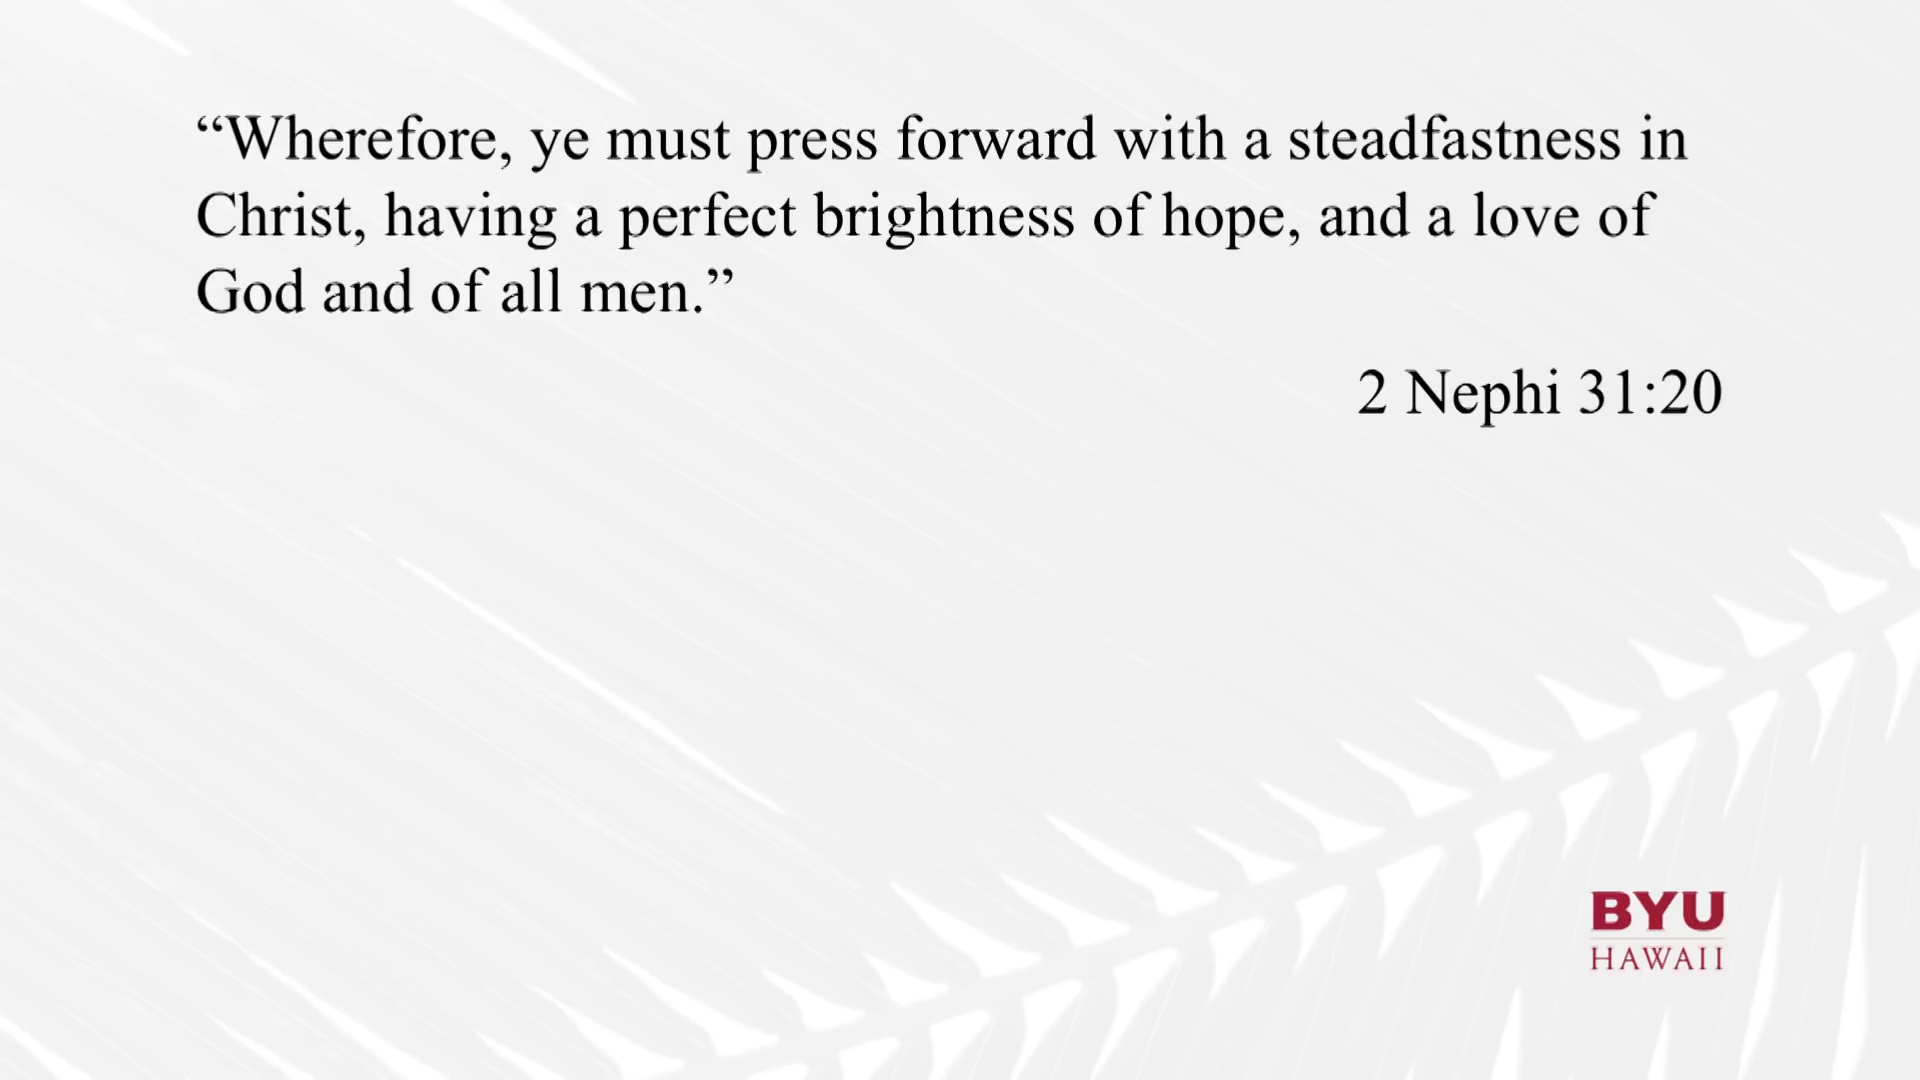 “Wherefore, ye must press forward with a steadfastness in
Christ, having a perfect brightness of hope, and a love of
God and of all men.”
2 Nephi 31:20
BYU
HAWAII